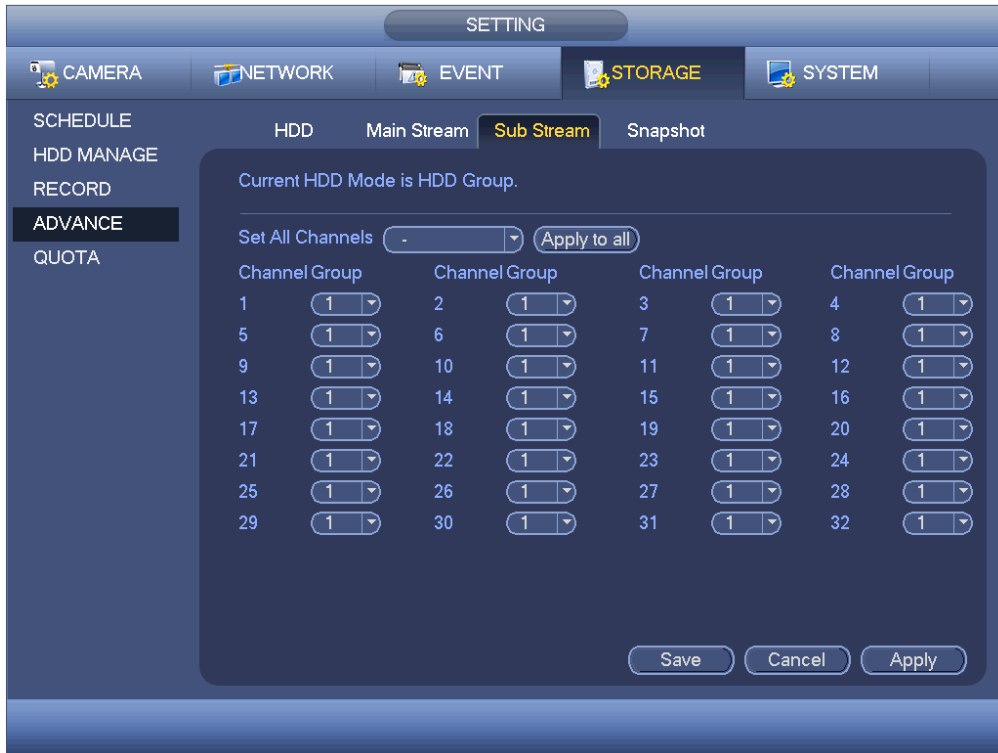 SETTING
CAMERA NETWORK EVENT STORAGE SYSTEM
SCHEDULE
HDD MANAGE
RECORD
ADVANCE
QUOTA
HDD Main Stream Sub Stream Snapshot
Current HDD Mode is HDD Group.
Set All Channels - Apply to all
Channel Group Channel Group Channel Group Channel Group
1 1 2 1 3 1 4 1
5 1 6 1 7 1 8 1
9 1 10 1 11 1 12 1
13 1 14 1 15 1 16 1
17 1 18 1 19 1 20 1
21 1 22 1 23 1 24 1
25 1 26 1 27 1 28 1
29 1 30 1 31 1 32 1
Save Cancel Apply